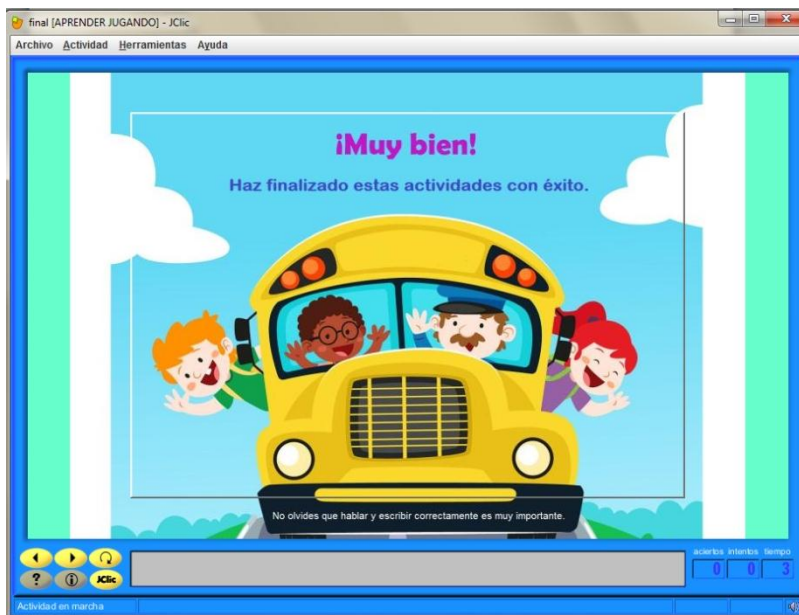 final [APRENDER JUGANDO] - JClic
Archivo Actividad Herramientas Ayuda
¡Muy bien!
Haz finalizado estas actividades con éxito.
No olvides que hablar y escribir correctamente es muy importante.
aciertos intentos tiempo
0 0 3
? i JClic
Actividad en marcha